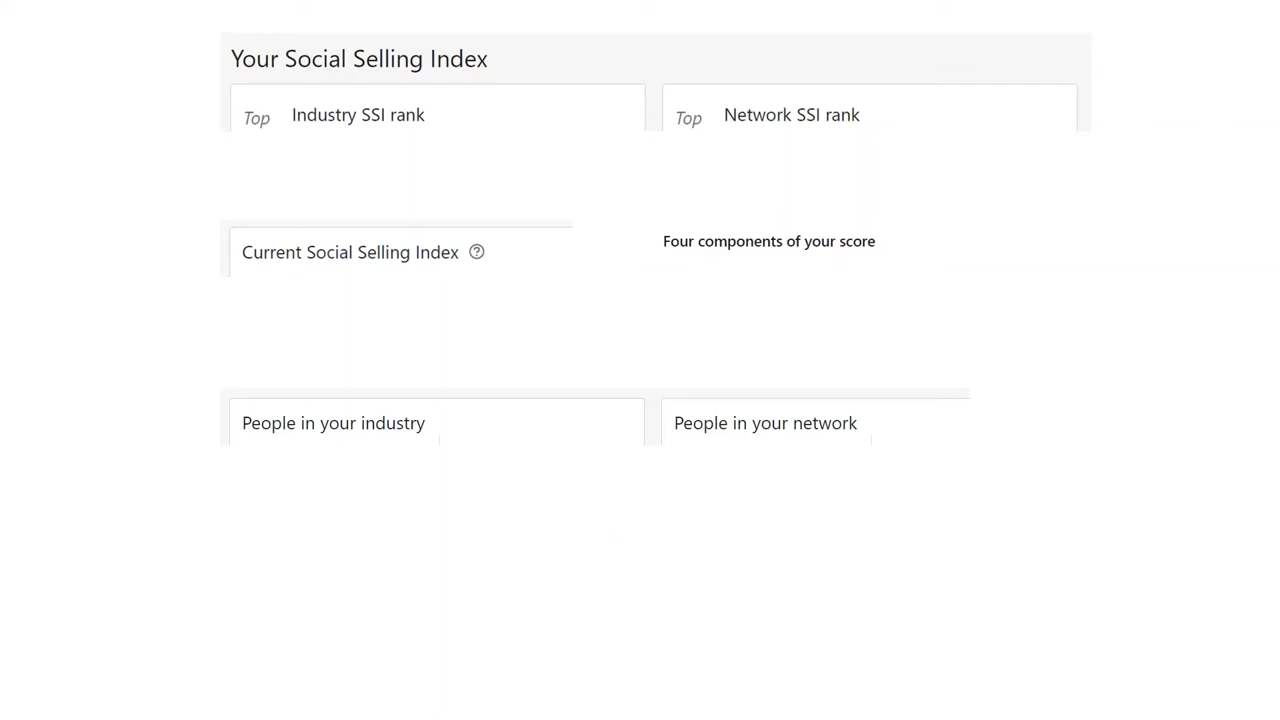 Your Social Selling Index
Top Industry SSI rank
Top Network SSI rank
Current Social Selling Index ?
Four components of your score
People in your industry
People in your network